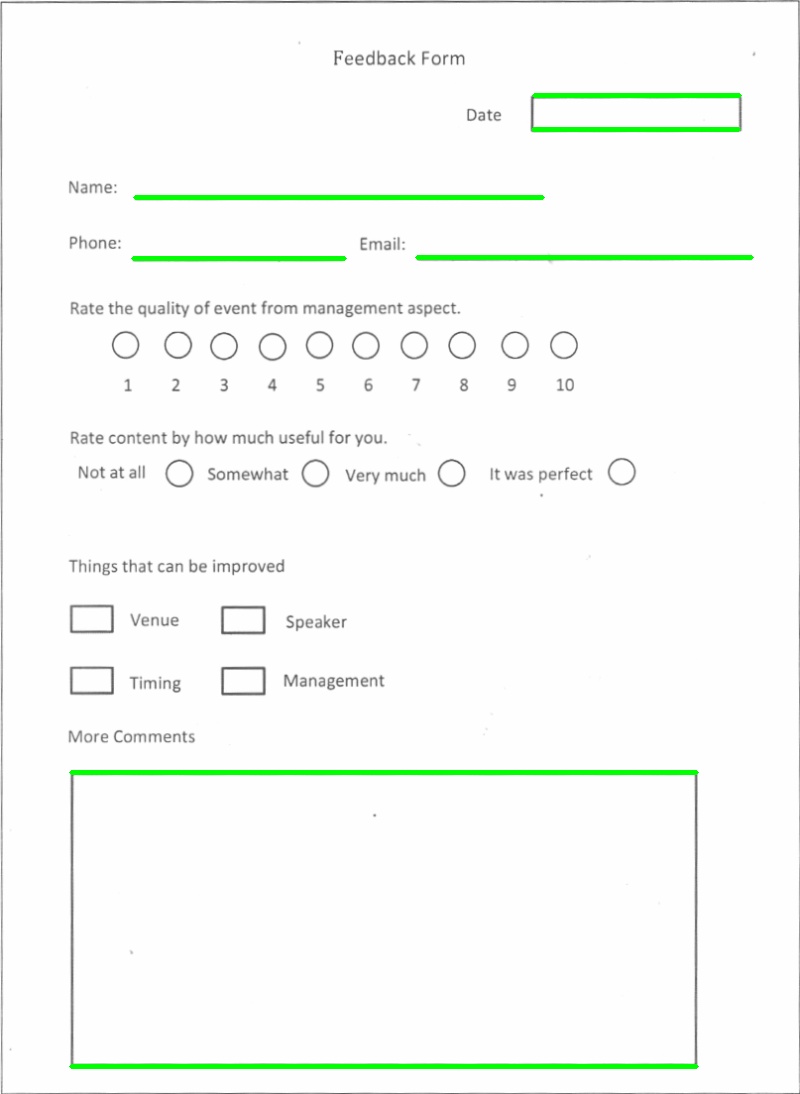 Feedback Form
Date
Name:
Phone: Email:
Rate the quality of event from management aspect.
1 2 3 4 5 6 7 8 9 10
Rate content by how much useful for you.
Not at all Somewhat Very much It was perfect
Things that can be improved
Venue Speaker
Timing Management
More Comments